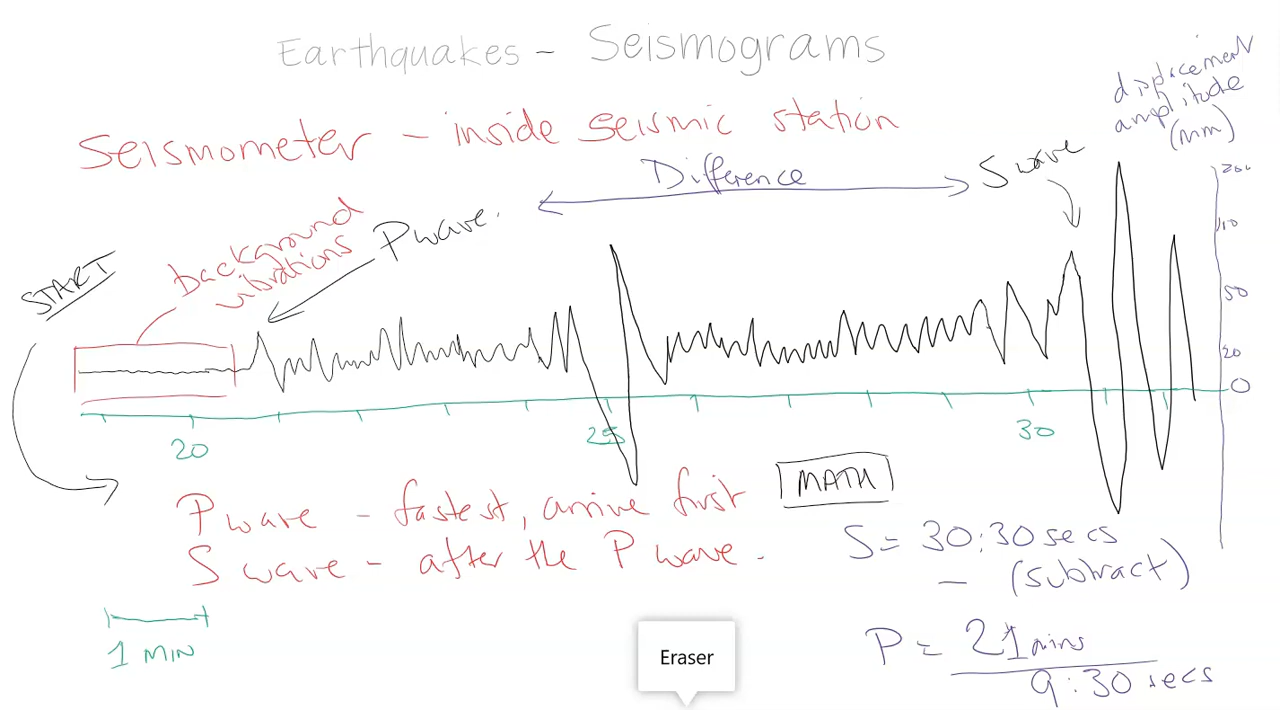 Earthquakes - Seismograms
displacement
amplitude
(mm)
Seismometer - inside seismic station
Difference
S wave
P wave.
background
vibrations
START
10
50
20
0
20
25
30
MATH
P wave - fastest, arrive first
S wave - after the P wave.
S = 30:30 secs
- (subtract)
P = 21 mins
9:30 secs
1 MIN
Eraser